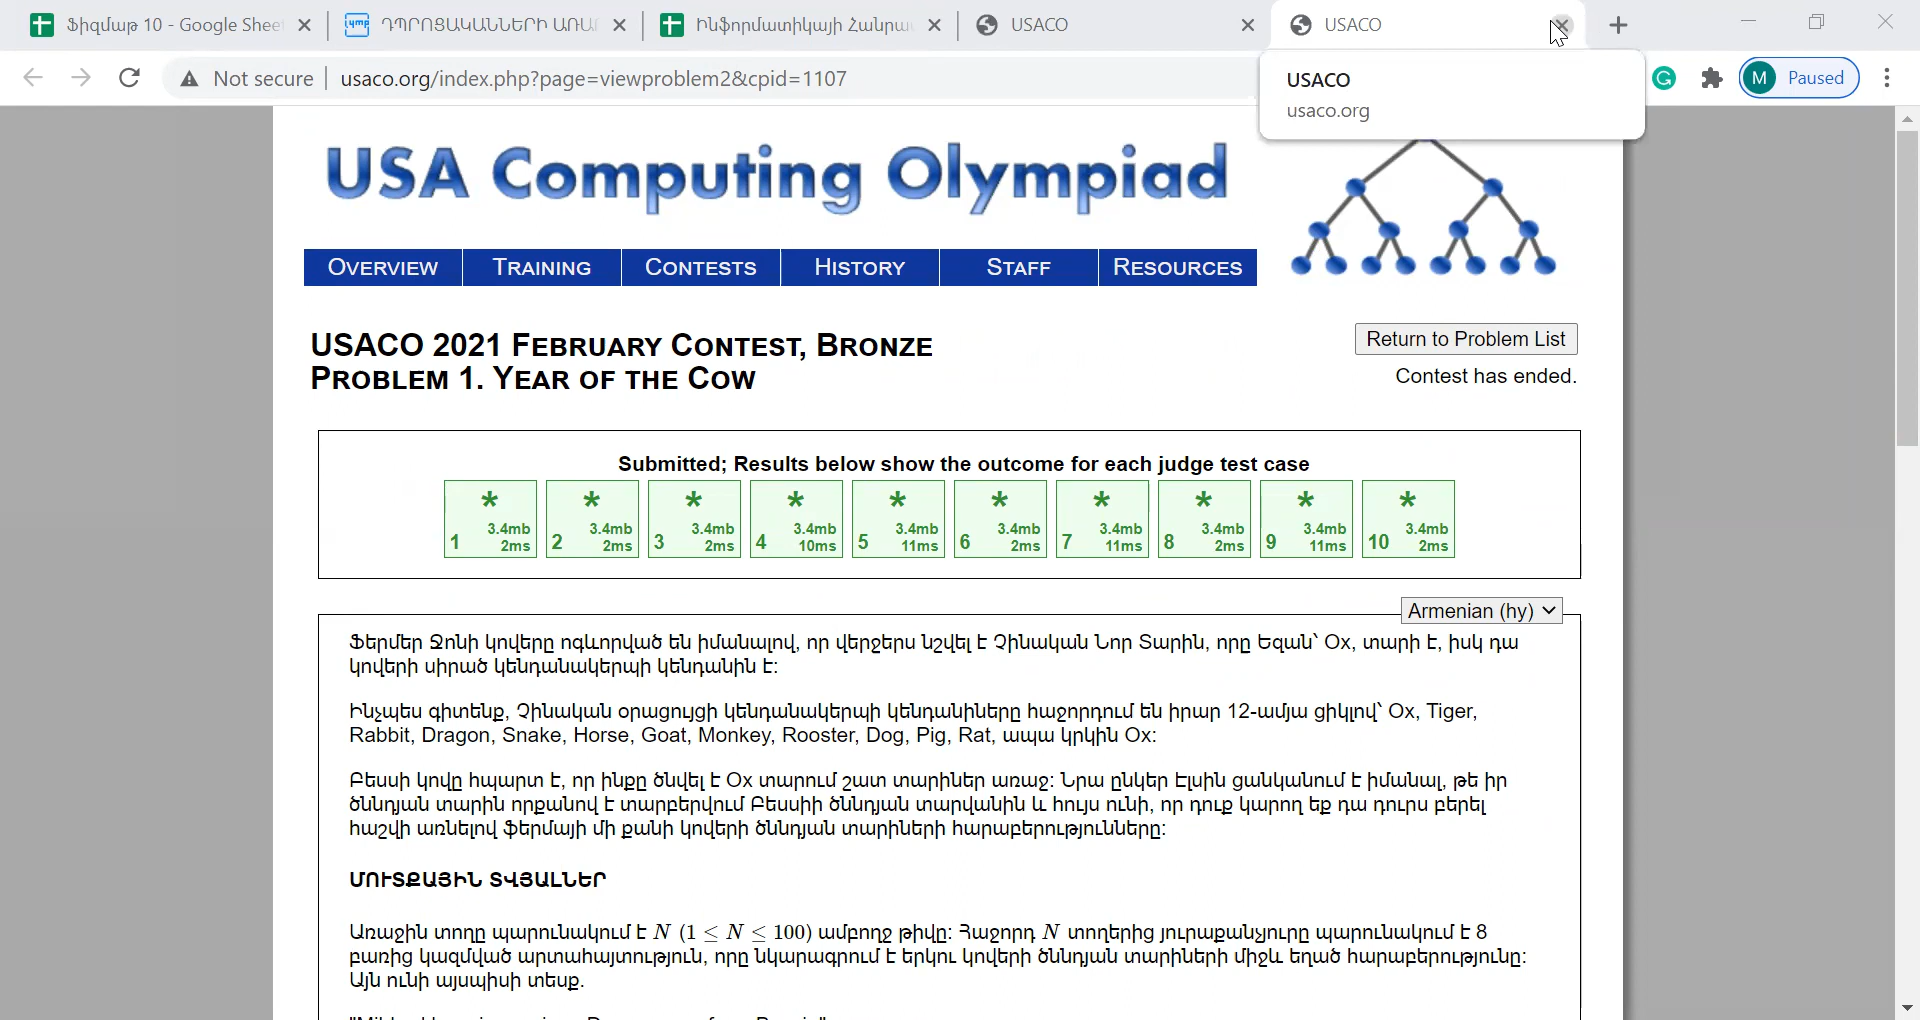 Ֆիզմաթ 10 - Google Shee
ԴՊՐՈՑԱԿԱՆՆԵՐԻ ԱՌԱ
Ինֆորմատիկայի Հանրա
USACO
USACO
Not secure
usaco.org/index.php?page=viewproblem2&cpid=1107
USACO
usaco.org
M Paused
USA Computing Olympiad
OVERVIEW TRAINING CONTESTS HISTORY STAFF RESOURCES
USACO 2021 FEBRUARY CONTEST, BRONZE
PROBLEM 1. YEAR OF THE COW
Return to Problem List
Contest has ended.
Submitted; Results below show the outcome for each judge test case
* * * * * * * * * *
3.4mb 3.4mb 3.4mb 3.4mb 3.4mb 3.4mb 3.4mb 3.4mb 3.4mb 3.4mb
1 2ms 2 2ms 3 2ms 4 10ms 5 11ms 6 2ms 7 11ms 8 2ms 9 11ms 10 2ms
Armenian (hy)
Ֆերմեր Ջոնի կովերը ոգևորված են իմանալով, որ վերջերս նշվել է Չինական Նոր Տարին, որը Եզան՝ Ox, տարի է, իսկ դա
կովերի սիրած կենդանակերպի կենդանին է:
Ինչպես գիտենք, Չինական օրացույցի կենդանակերպի կենդանիները հաջորդում են իրար 12-ամյա ցիկլով՝ Ox, Tiger,
Rabbit, Dragon, Snake, Horse, Goat, Monkey, Rooster, Dog, Pig, Rat, ապա կրկին Ox:
Բեսսի կովը հպարտ է, որ ինքը ծնվել է Ox տարում շատ տարիներ առաջ: Նրա ընկեր Էլսին ցանկանում է իմանալ, թե իր
ծննդյան տարին որքանով է տարբերվում Բեսսիի ծննդյան տարվանին և հույս ունի, որ դուք կարող եք դա դուրս բերել
հաշվի առնելով ֆերմայի մի քանի կովերի ծննդյան տարիների հարաբերությունները:
ՄՈՒՏՔԱՅԻՆ ՏՎՅԱԼՆԵՐ
Առաջին տողը պարունակում է N (1 ≤ N ≤ 100) ամբողջ թիվը: Հաջորդ N տողերից յուրաքանչյուրը պարունակում է 8
բառից կազմված արտահայտություն, որը նկարագրում է երկու կովերի ծննդյան տարիների միջև եղած հարաբերությունը:
Այն ունի այսպիսի տեսք.